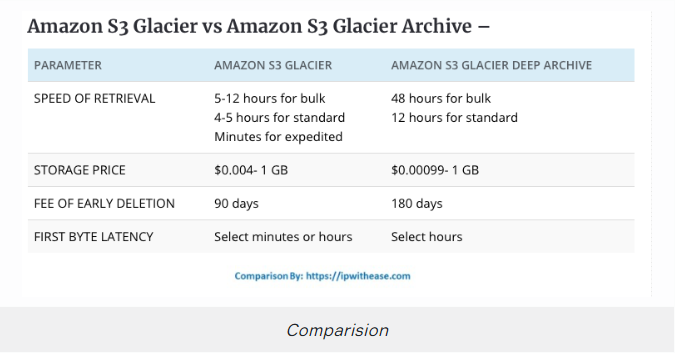 Amazon S3 Glacier vs Amazon S3 Glacier Archive –
PARAMETER AMAZON S3 GLACIER AMAZON S3 GLACIER DEEP ARCHIVE
SPEED OF RETRIEVAL 5-12 hours for bulk 48 hours for bulk
4-5 hours for standard 12 hours for standard
Minutes for expedited
STORAGE PRICE $0.004- 1 GB $0.00099- 1 GB
FEE OF EARLY DELETION 90 days 180 days
FIRST BYTE LATENCY Select minutes or hours Select hours
Comparison By: https://ipwithease.com
Comparision